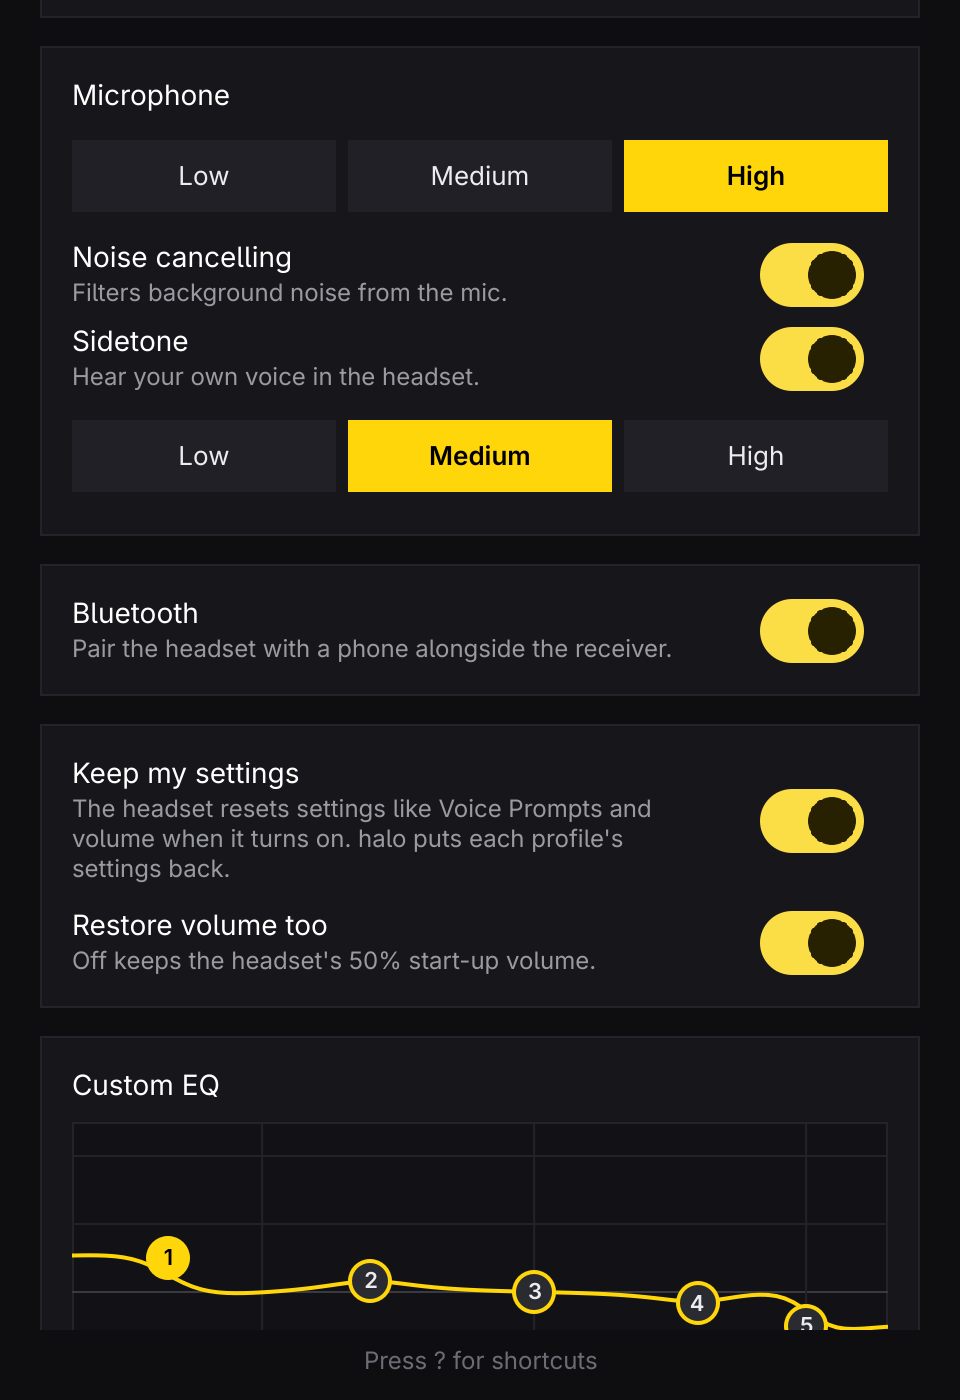 Microphone
Low Medium High
Noise cancelling
Filters background noise from the mic.
Sidetone
Hear your own voice in the headset.
Low Medium High
Bluetooth
Pair the headset with a phone alongside the receiver.
Keep my settings
The headset resets settings like Voice Prompts and
volume when it turns on. halo puts each profile's
settings back.
Restore volume too
Off keeps the headset's 50% start-up volume.
Custom EQ
1 2 3 4 5
Press ? for shortcuts